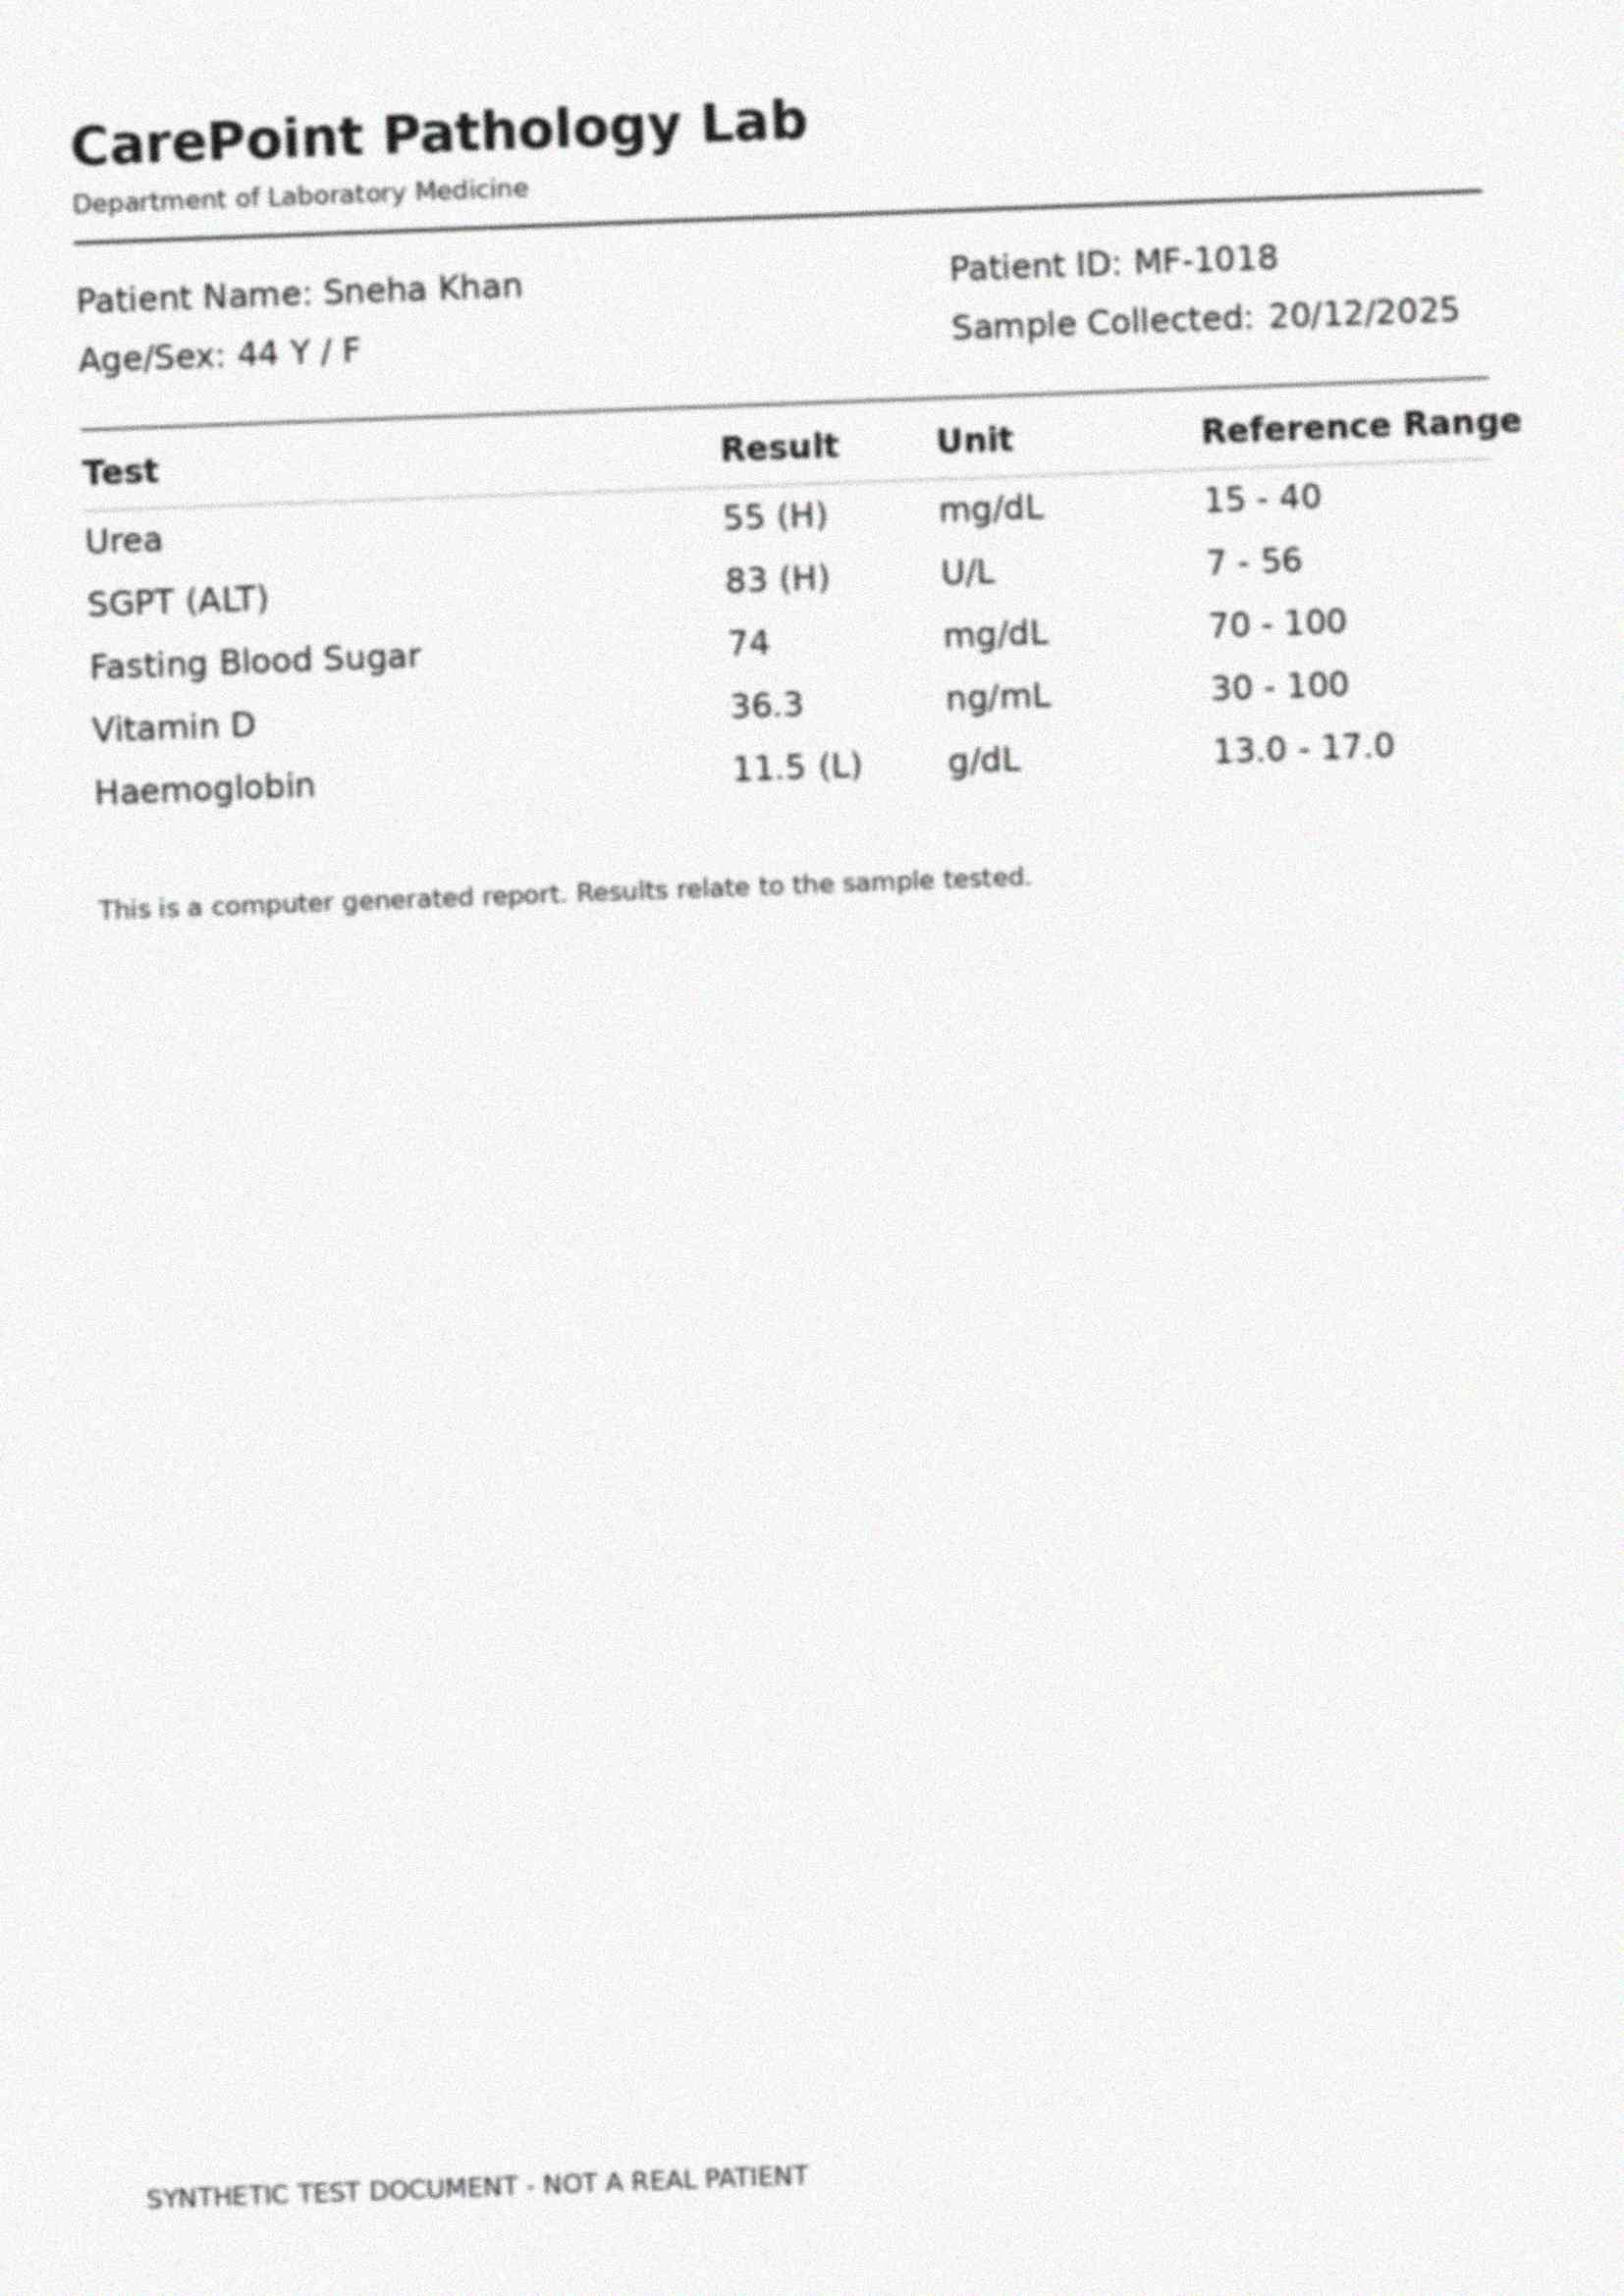 CarePoint Pathology Lab
Department of Laboratory Medicine
Patient Name: Sneha Khan Patient ID: MF-1018
Age/Sex: 44 Y / F Sample Collected: 20/12/2025
Test Result Unit Reference Range
Urea 55 (H) mg/dL 15 - 40
SGPT (ALT) 83 (H) U/L 7 - 56
Fasting Blood Sugar 74 mg/dL 70 - 100
Vitamin D 36.3 ng/mL 30 - 100
Haemoglobin 11.5 (L) g/dL 13.0 - 17.0
This is a computer generated report. Results relate to the sample tested.
SYNTHETIC TEST DOCUMENT - NOT A REAL PATIENT